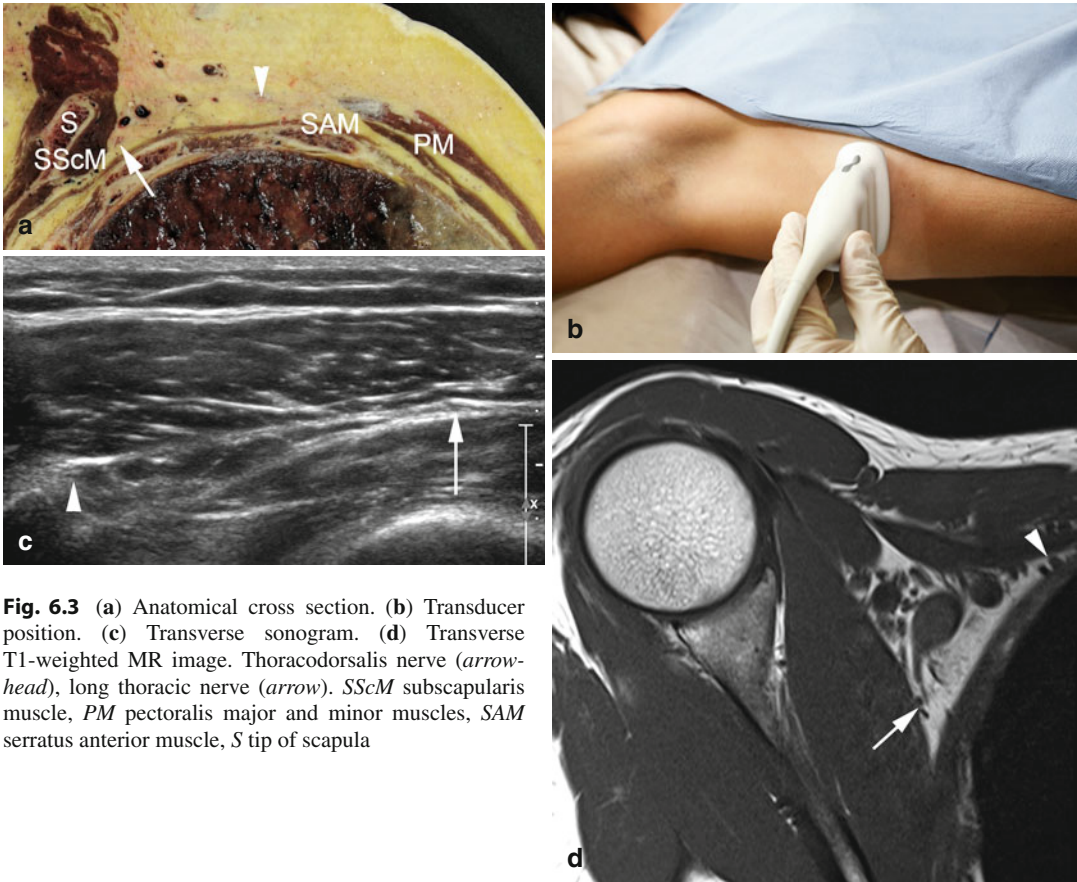 S
SScM
SAM
PM
a
b
c
x
d
Fig. 6.3 (a) Anatomical cross section. (b) Transducer
position. (c) Transverse sonogram. (d) Transverse
T1-weighted MR image. Thoracodorsalis nerve (arrow-
head), long thoracic nerve (arrow). SScM subscapularis
muscle, PM pectoralis major and minor muscles, SAM
serratus anterior muscle, S tip of scapula